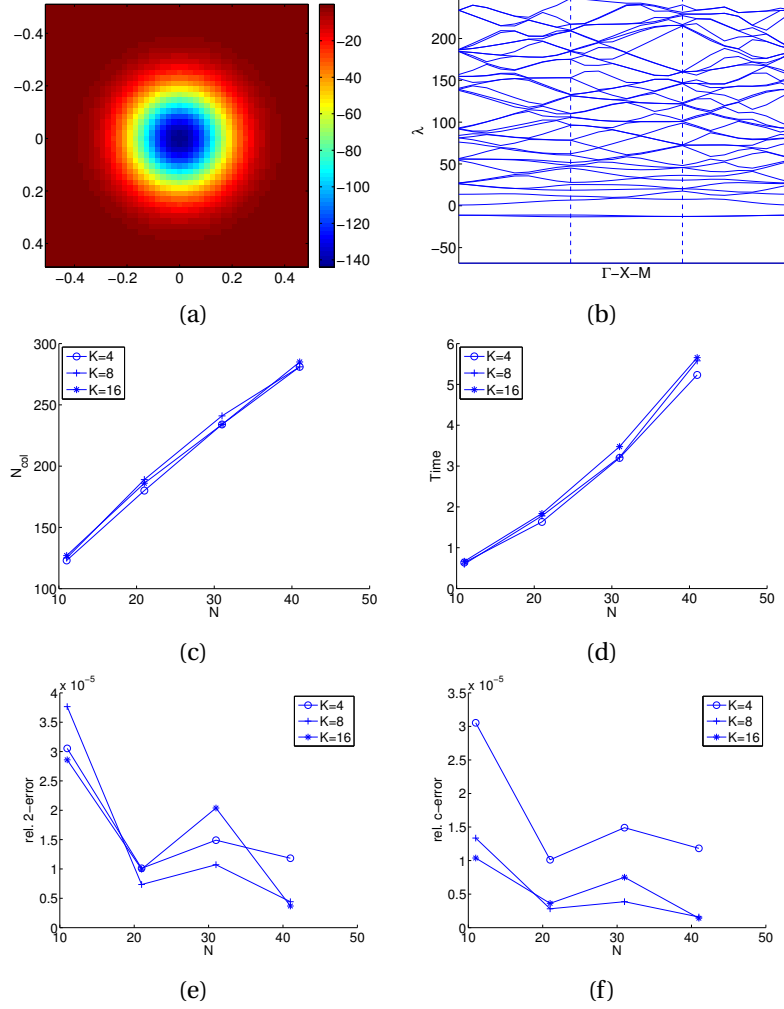 −0.4
−0.2
0
0.2
0.4
−0.4 −0.2 0 0.2 0.4
−20
−40
−60
−80
−100
−120
−140
(a)
200
150
100
50
0
−50
λ
Γ−X−M
(b)
300
250
200
150
100
N_col
K=4
K=8
K=16
10 20 30 40 50
N
(c)
6
5
4
3
2
1
0
Time
K=4
K=8
K=16
10 20 30 40 50
N
(d)
x 10⁻⁵
4
3.5
3
2.5
2
1.5
1
0.5
0
rel. 2−error
K=4
K=8
K=16
10 20 30 40 50
N
(e)
x 10⁻⁵
3.5
3
2.5
2
1.5
1
0.5
0
rel. c−error
K=4
K=8
K=16
10 20 30 40 50
N
(f)